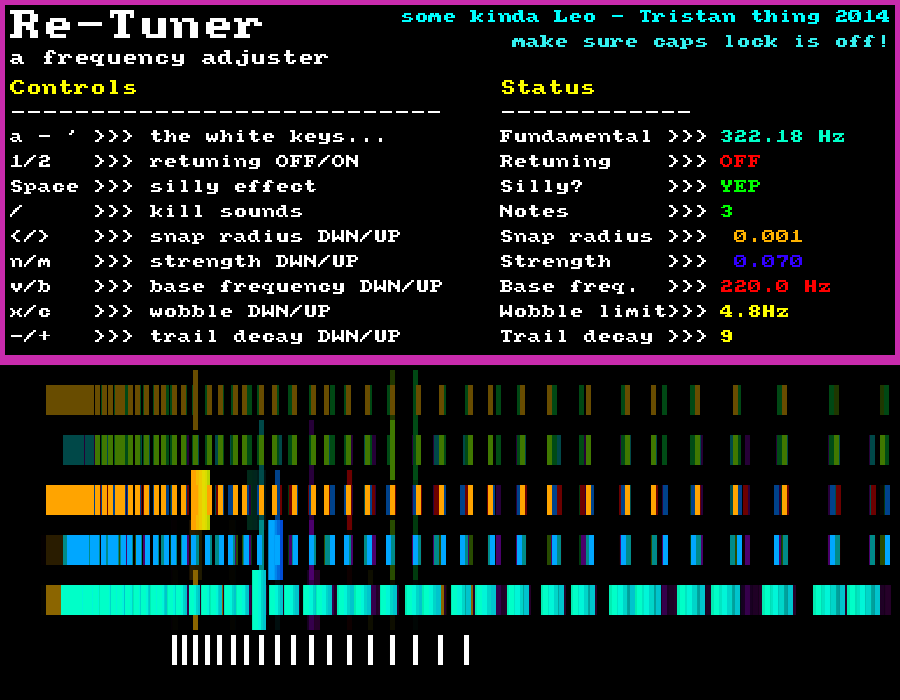 Re-Tuner
some kinda Leo - Tristan thing 2014
make sure caps lock is off!
a frequency adjuster
Controls
----------------------------------
a - ' >>> the white keys...
1/2 >>> retuning OFF/ON
Space >>> silly effect
/ >>> kill sounds
</> >>> snap radius DWN/UP
n/m >>> strength DWN/UP
v/b >>> base frequency DWN/UP
x/c >>> wobble DWN/UP
-/+ >>> trail decay DWN/UP
Status
---------------
Fundamental >>> 322.18 Hz
Retuning >>> OFF
Silly? >>> YEP
Notes >>> 3
Snap radius >>> 0.001
Strength >>> 0.070
Base freq. >>> 220.0 Hz
Wobble limit>>> 4.8Hz
Trail decay >>> 9